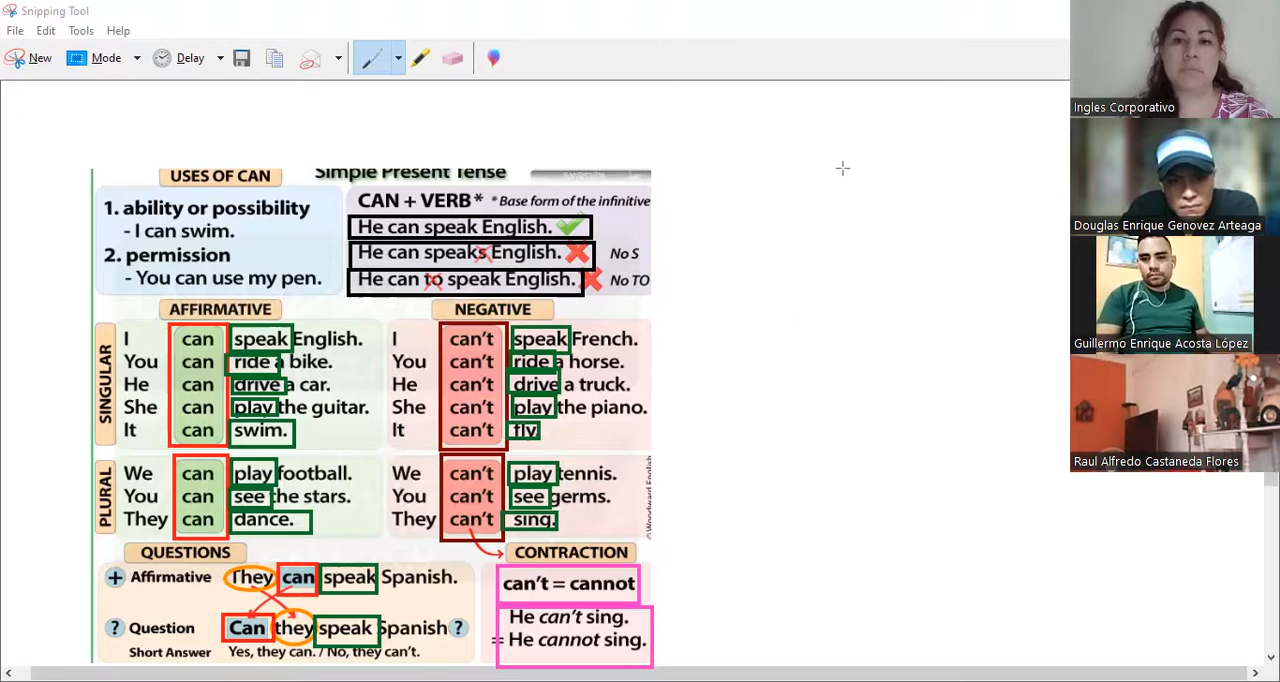 Snipping Tool
File Edit Tools Help
New Mode Delay
USES OF CAN
Simple Present Tense
1. ability or possibility
- I can swim.
2. permission
- You can use my pen.
CAN + VERB* *Base form of the infinitive
He can speak English.
He can speaks English. No S
He can to speak English. No TO
AFFIRMATIVE
SINGULAR
I can speak English.
You can ride a bike.
He can drive a car.
She can play the guitar.
It can swim.
PLURAL
We can play football.
You can see the stars.
They can dance.
NEGATIVE
I can't speak French.
You can't ride a horse.
He can't drive a truck.
She can't play the piano.
It can't fly.
We can't play tennis.
You can't see germs.
They can't sing.
©Woodward English
QUESTIONS
+ Affirmative They can speak Spanish.
? Question Can they speak Spanish?
Short Answer Yes, they can. / No, they can't.
CONTRACTION
can't = cannot
He can't sing.
= He cannot sing.
Ingles Corporativo
Douglas Enrique Genovez Arteaga
Guillermo Enrique Acosta López
Raul Alfredo Castaneda Flores